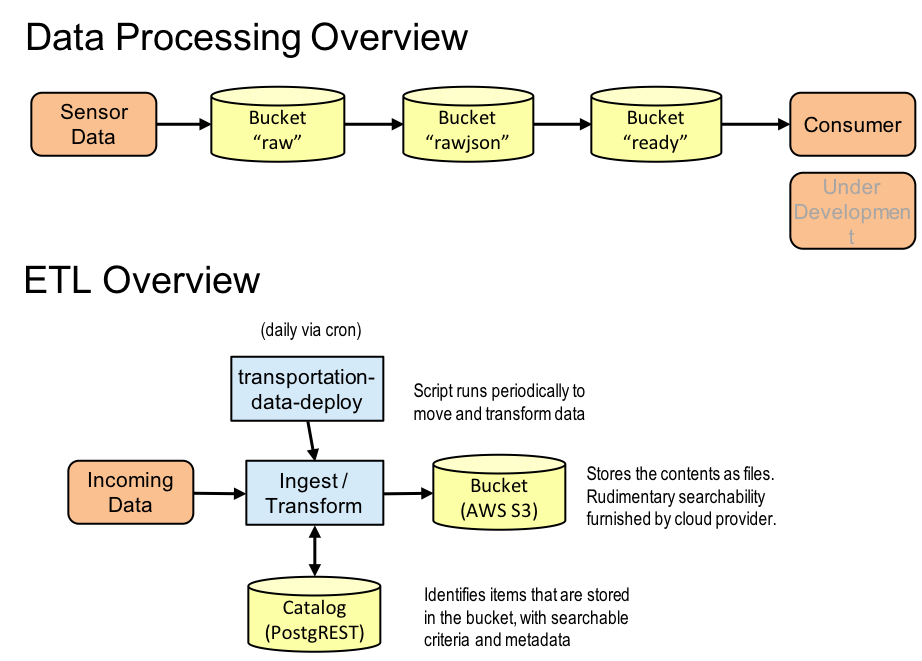 Data Processing Overview
Sensor
Data
Bucket
“raw”
Bucket
“rawjson”
Bucket
“ready”
Consumer
Under
Developmen
t
ETL Overview
(daily via cron)
transportation-
data-deploy
Script runs periodically to
move and transform data
Incoming
Data
Ingest /
Transform
Bucket
(AWS S3)
Stores the contents as files.
Rudimentary searchability
furnished by cloud provider.
Catalog
(PostgREST)
Identifies items that are stored
in the bucket, with searchable
criteria and metadata